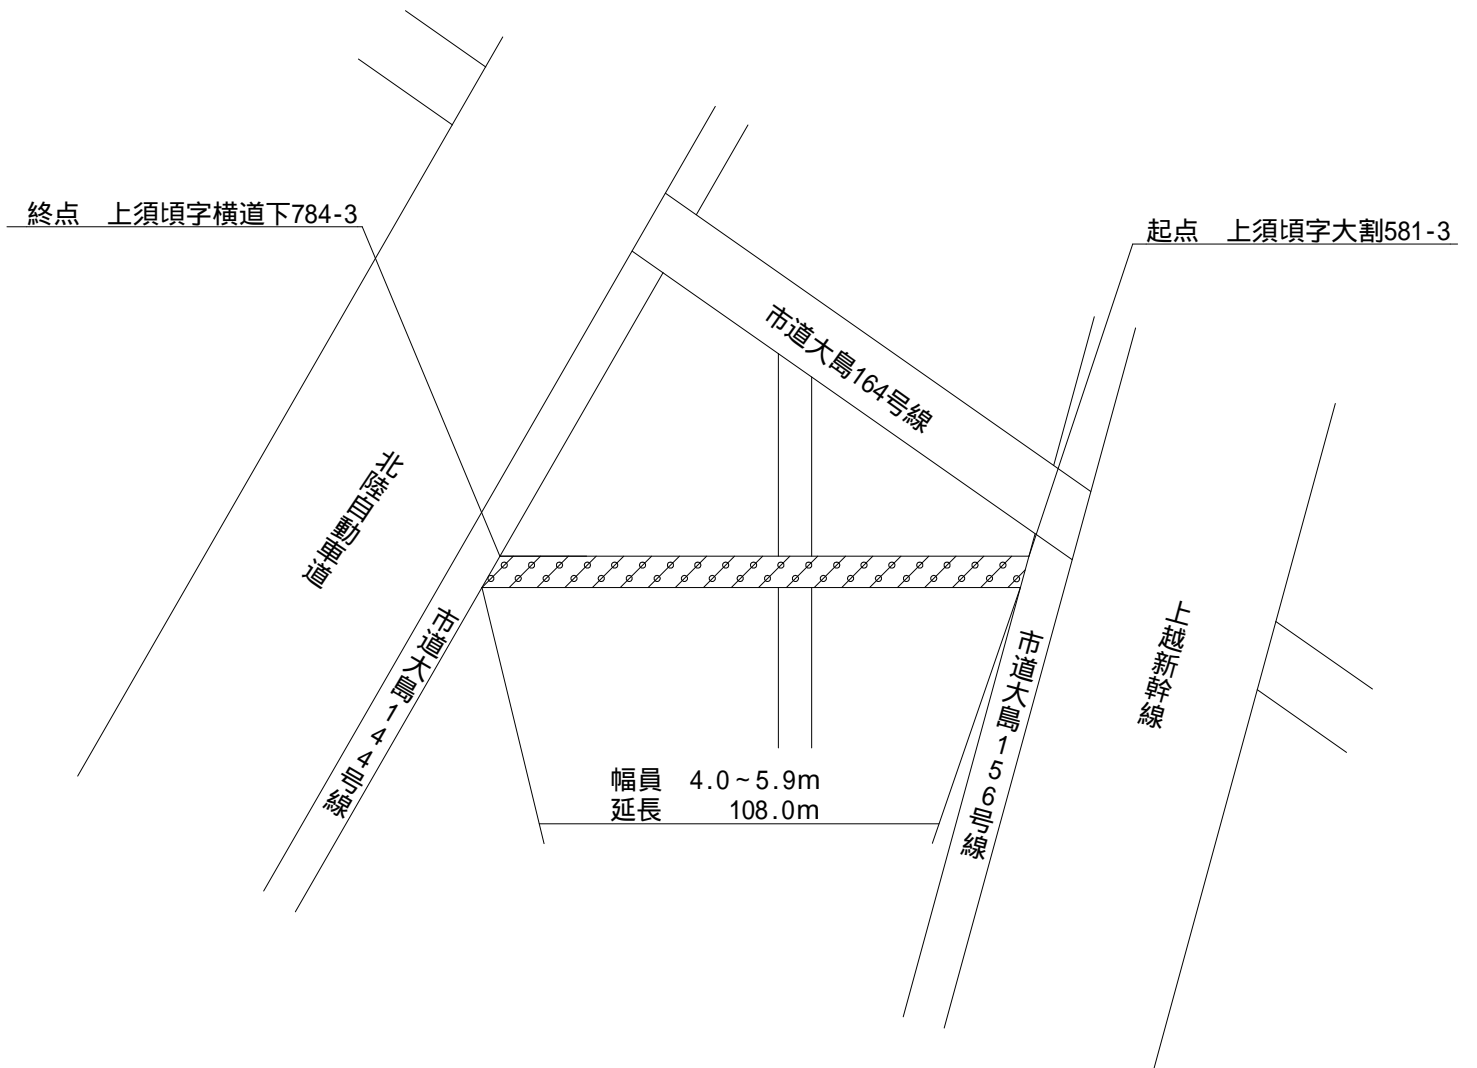 終点　上須頃字横道下784-3
起点　上須頃字大割581-3
市道大島164号線
北陸自動車道
市道大島144号線
市道大島156号線
上越新幹線
幅員　4.0~5.9m
延長　108.0m